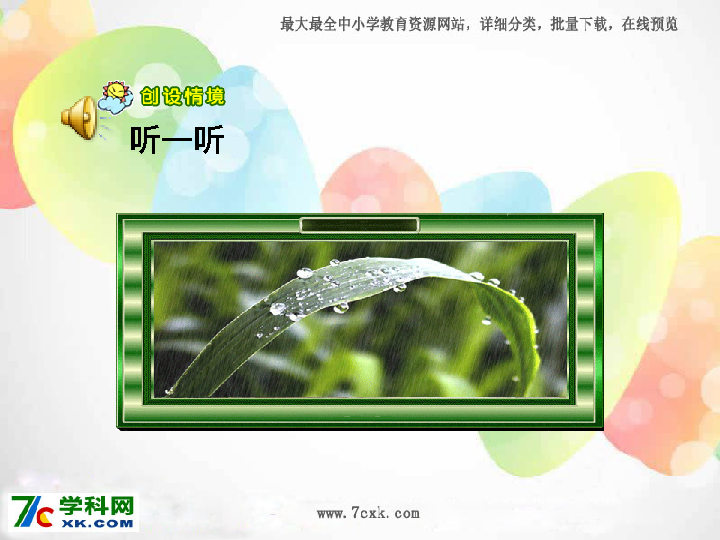 最大最全中小学教育资源网站，详细分类，批量下载，在线预览
创设情境
听一听
7C 学科网
XK.COM
www.7cxk.com